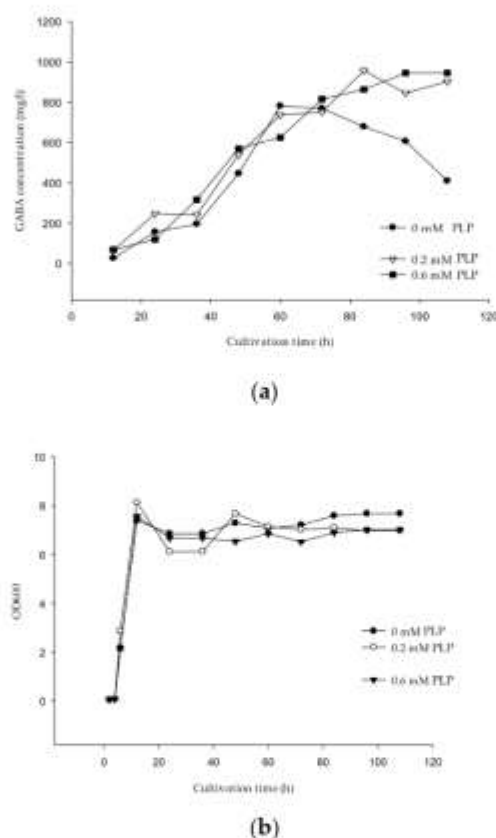 1200
1000
800
600
400
200
0
GABA concentration (mg/l)
0 mM PLP
0.2 mM PLP
0.6 mM PLP
0 20 40 60 80 100 120
Cultivation time (h)
(a)
10
8
6
4
2
0
0 mM PLP
0.2 mM PLP
0.6 mM PLP
0 20 40 60 80 100 120
Cultivation time (h)
(b)